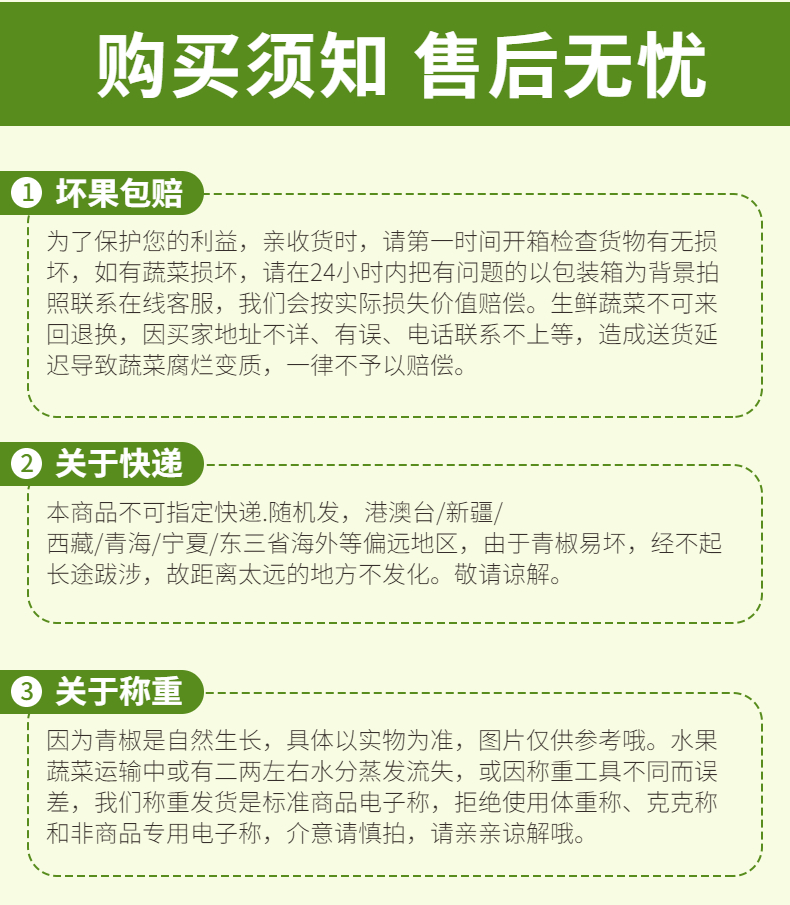 购买须知 售后无忧
1 坏果包赔
为了保护您的利益，亲收货时，请第一时间开箱检查货物有无损
坏，如有蔬菜损坏，请在24小时内把有问题的以包装箱为背景拍
照联系在线客服，我们会按实际损失价值赔偿。生鲜蔬菜不可来
回退换，因买家地址不详、有误、电话联系不上等，造成送货延
迟导致蔬菜腐烂变质，一律不予以赔偿。
2 关于快递
本商品不可指定快递.随机发，港澳台/新疆/
西藏/青海/宁夏/东三省海外等偏远地区，由于青椒易坏，经不起
长途跋涉，故距离太远的地方不发化。敬请谅解。
3 关于称重
因为青椒是自然生长，具体以实物为准，图片仅供参考哦。水果
蔬菜运输中或有二两左右水分蒸发流失，或因称重工具不同而误
差，我们称重发货是标准商品电子称，拒绝使用体重称、克克称
和非商品专用电子称，介意请慎拍，请亲亲谅解哦。